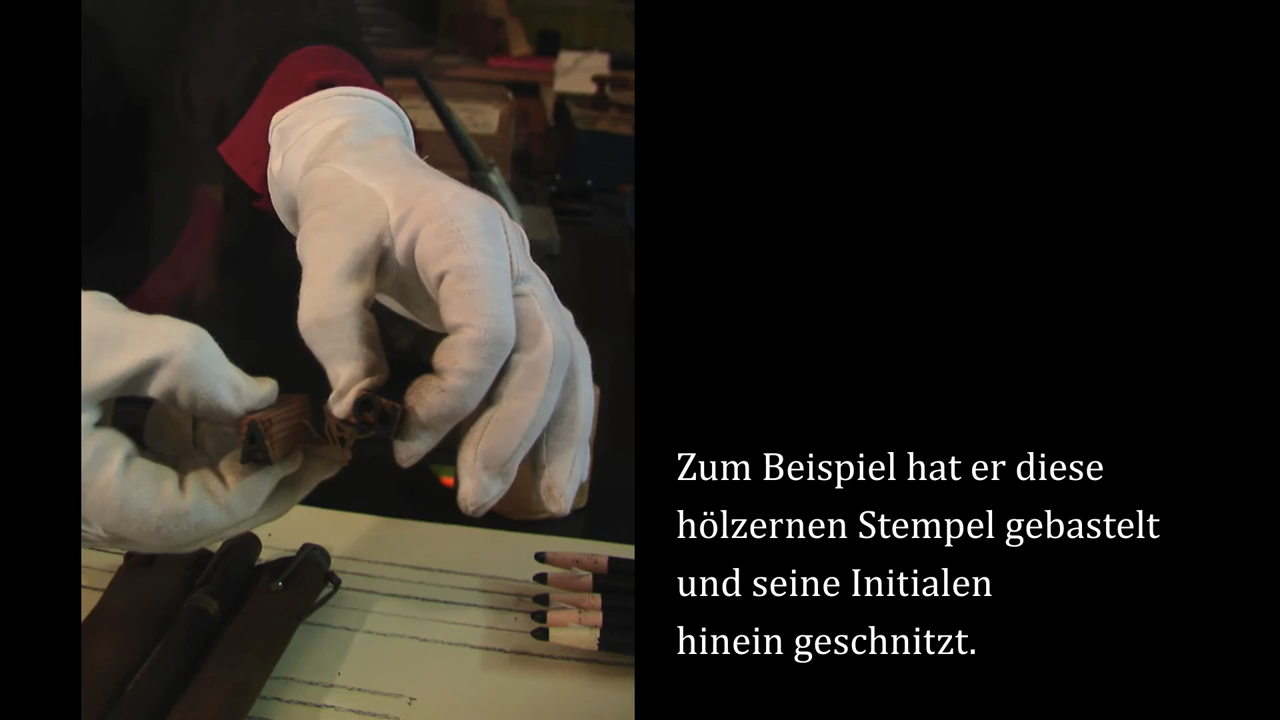 Zum Beispiel hat er diese
hölzernen Stempel gebastelt
und seine Initialen
hinein geschnitzt.